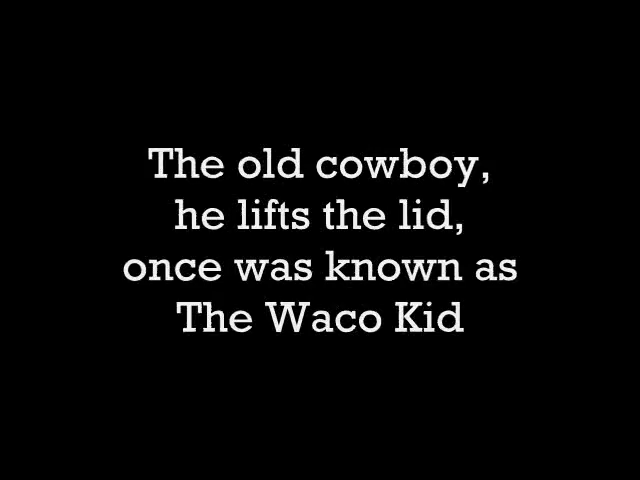 The old cowboy,
he lifts the lid,
once was known as
The Waco Kid